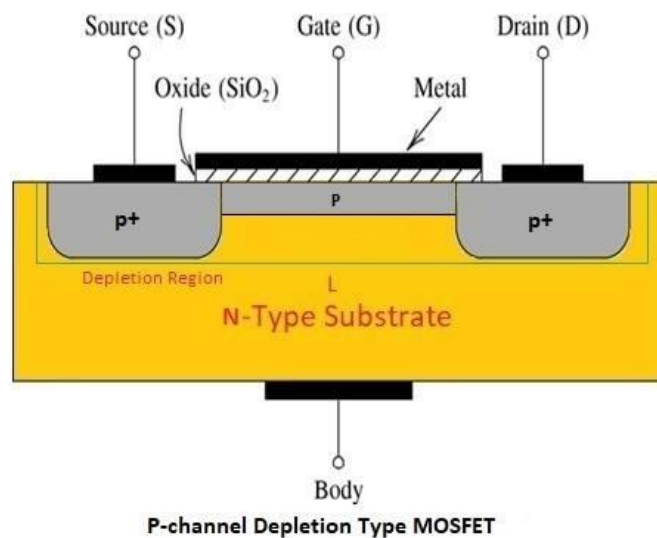 Source (S) Gate (G) Drain (D)
Oxide (SiO₂) Metal
P
p+ p+
Depletion Region
L
N-Type Substrate
Body
P-channel Depletion Type MOSFET